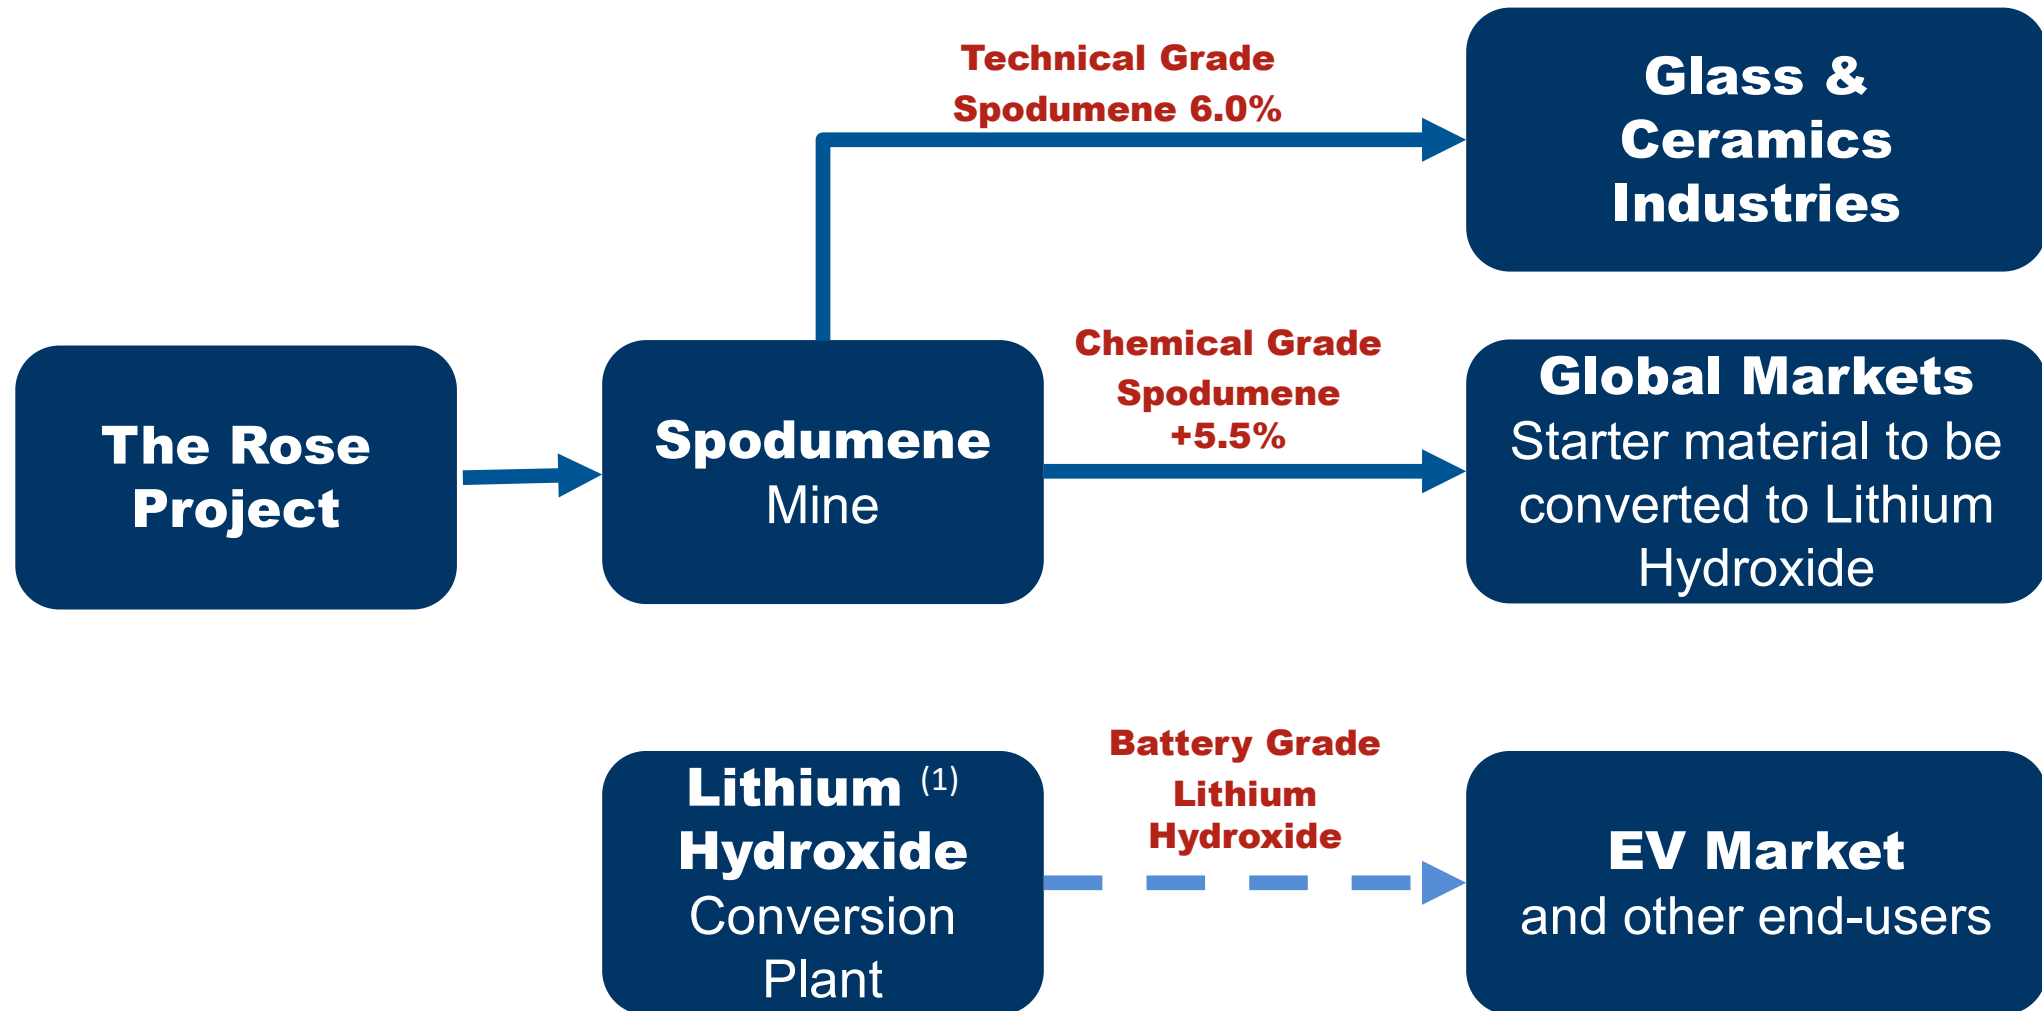 Technical Grade
Spodumene 6.0%
Glass &
Ceramics
Industries
The Rose
Project
Spodumene
Mine
Chemical Grade
Spodumene
+5.5%
Global Markets
Starter material to be
converted to Lithium
Hydroxide
Lithium (1)
Hydroxide
Conversion
Plant
Battery Grade
Lithium
Hydroxide
EV Market
and other end-users